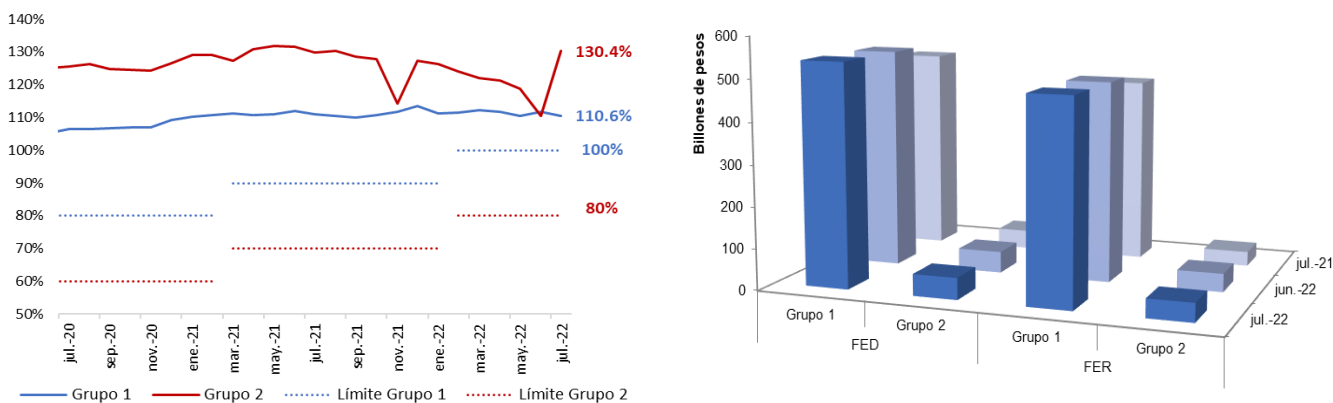 140%
130%
120%
110%
100%
90%
80%
70%
60%
50%
130.4%
110.6%
100%
80%
jul.-20
sep.-20
nov.-20
ene.-21
mar.-21
may.-21
jul.-21
sep.-21
nov.-21
ene.-22
mar.-22
may.-22
jul.-22
Grupo 1
Grupo 2
Límite Grupo 1
Límite Grupo 2
Billones de pesos
600
500
400
300
200
100
0
Grupo 1
Grupo 2
Grupo 1
Grupo 2
FED
FER
jul.-21
jun.-22
jul.-22